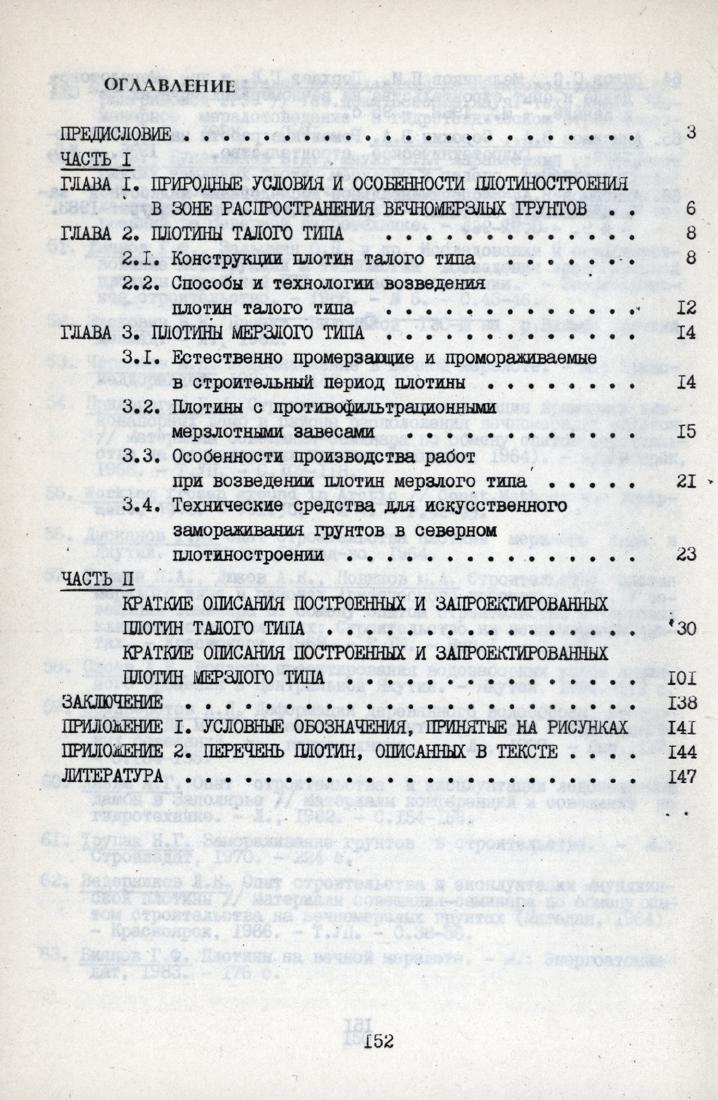 ОГЛАВЛЕНИЕ
ПРЕДИСЛОВИЕ . . . . . . . . . . . . . . . . . . . . . . . 3
ЧАСТЬ I
ГЛАВА I. ПРИРОДНЫЕ УСЛОВИЯ И ОСОБЕННОСТИ ПЛОТИНОСТРОЕНИЯ
В ЗОНЕ РАСПРОСТРАНЕНИЯ ВЕЧНОМЕРЗЛЫХ ГРУНТОВ . . 6
ГЛАВА 2. ПЛОТИНЫ ТАЛОГО ТИПА . . . . . . . . . . . . . . 8
2.I. Конструкции плотин талого типа . . . . . . . 8
2.2. Способы и технологии возведения
плотин талого типа . . . . . . . . . . . . . I2
ГЛАВА 3. ПЛОТИНЫ МЕРЗЛОГО ТИПА . . . . . . . . . . . . . I4
3.I. Естественно промерзающие и промораживаемые
в строительный период плотины . . . . . . . . I4
3.2. Плотины с противофильтрационными
мерзлотными завесами . . . . . . . . . . . I5
3.3. Особенности производства работ
при возведении плотин мерзлого типа . . . . . 21
3.4. Технические средства для искусственного
замораживания грунтов в северном
плотиностроении . . . . . . . . . . . . . . 23
ЧАСТЬ П
КРАТКИЕ ОПИСАНИЯ ПОСТРОЕННЫХ И ЗАПРОЕКТИРОВАННЫХ
ПЛОТИН ТАЛОГО ТИПА . . . . . . . . . . . . . . . . 30
КРАТКИЕ ОПИСАНИЯ ПОСТРОЕННЫХ И ЗАПРОЕКТИРОВАННЫХ
ПЛОТИН МЕРЗЛОГО ТИПА . . . . . . . . . . . . . . . I0I
ЗАКЛЮЧЕНИЕ . . . . . . . . . . . . . . . . . . . . . . . I38
ПРИЛОЖЕНИЕ I. УСЛОВНЫЕ ОБОЗНАЧЕНИЯ, ПРИНЯТЫЕ НА РИСУНКАХ I4I
ПРИЛОЖЕНИЕ 2. ПЕРЕЧЕНЬ ПЛОТИН, ОПИСАННЫХ В ТЕКСТЕ . . . . I44
ЛИТЕРАТУРА . . . . . . . . . . . . . . . . . . . . . . . I47
I52